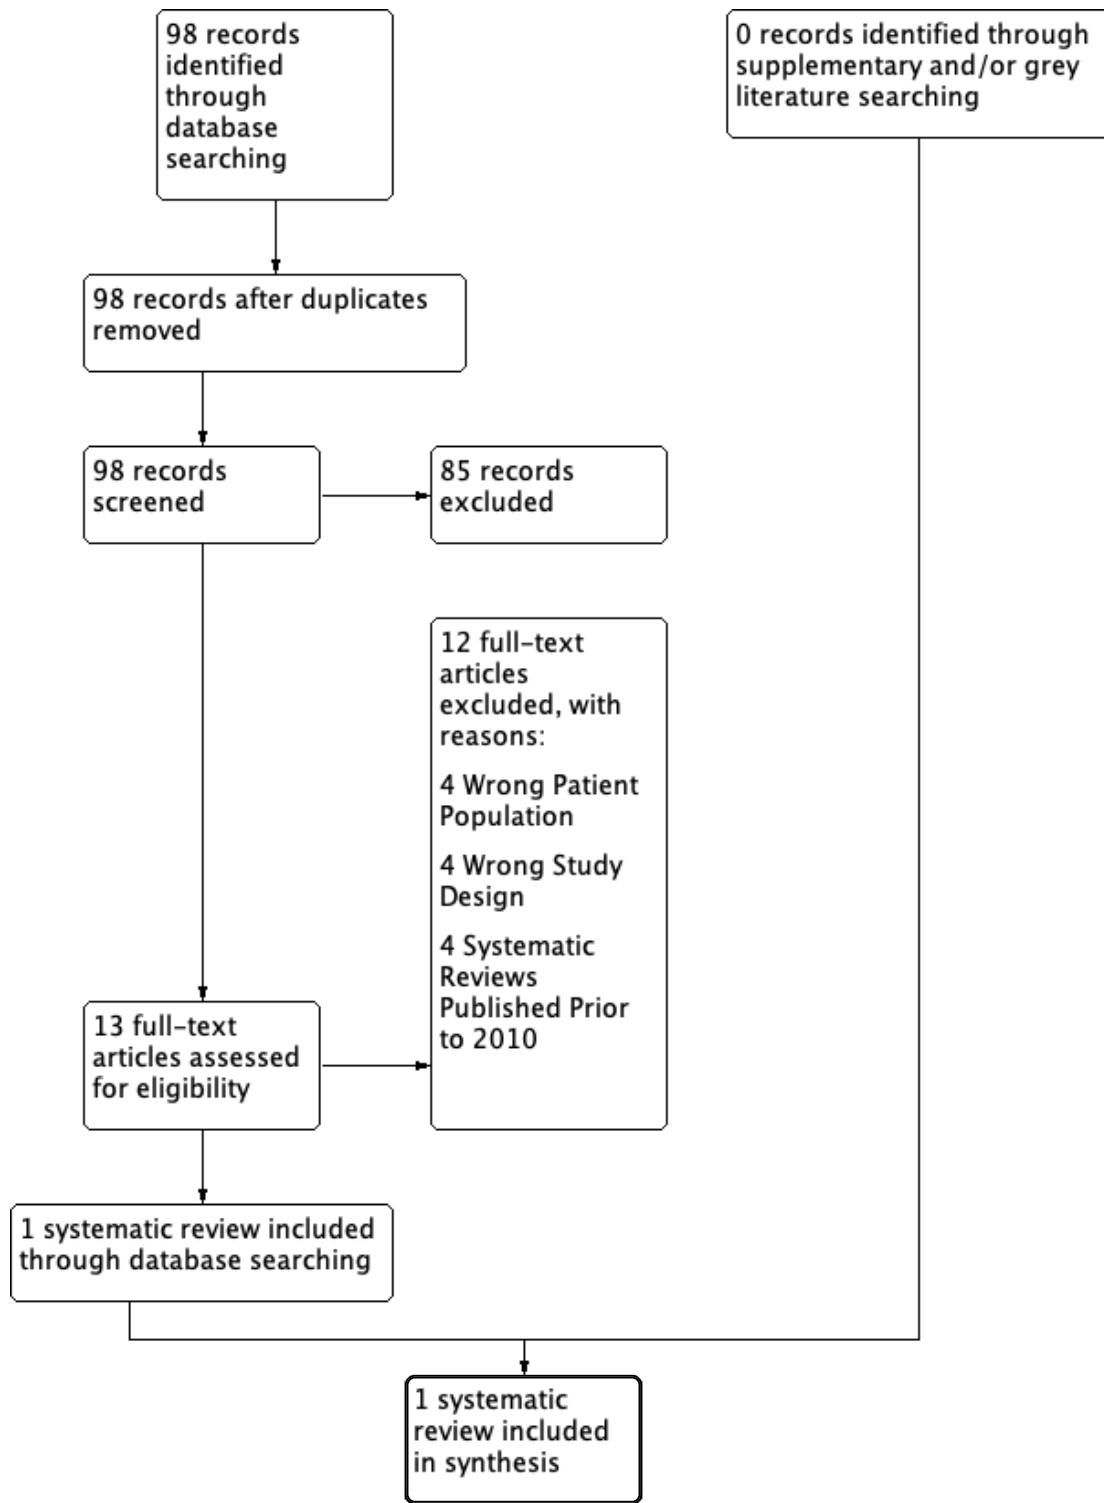 98 records
identified
through
database
searching
0 records identified through
supplementary and/or grey
literature searching
98 records after duplicates
removed
98 records
screened
85 records
excluded
12 full-text
articles
excluded, with
reasons:
4 Wrong Patient
Population
4 Wrong Study
Design
4 Systematic
Reviews
Published Prior
to 2010
13 full-text
articles assessed
for eligibility
1 systematic review included
through database searching
1 systematic
review included
in synthesis